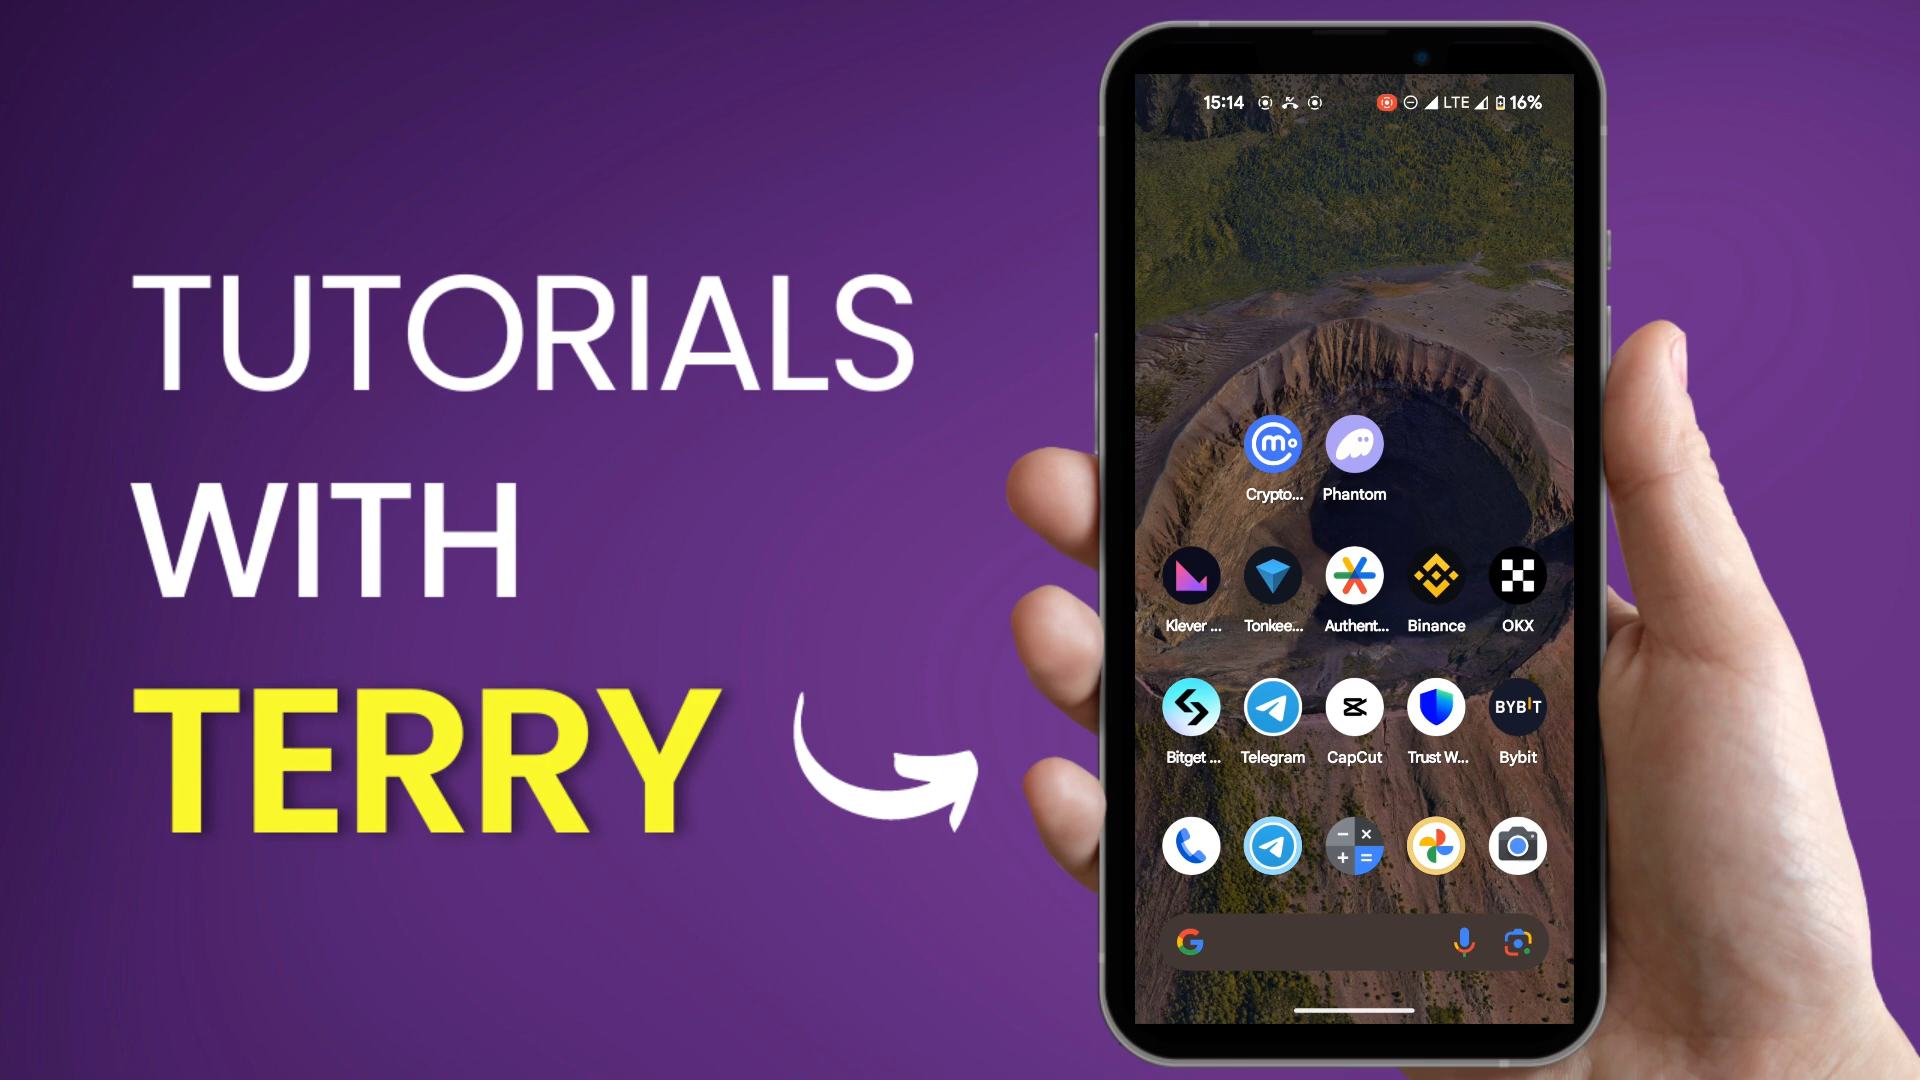 TUTORIALS
WITH
TERRY
15:14 LTE 16%
Crypto... Phantom
Klever ... Tonkee... Authent... Binance OKX
BYBIT
Bitget ... Telegram CapCut Trust W... Bybit